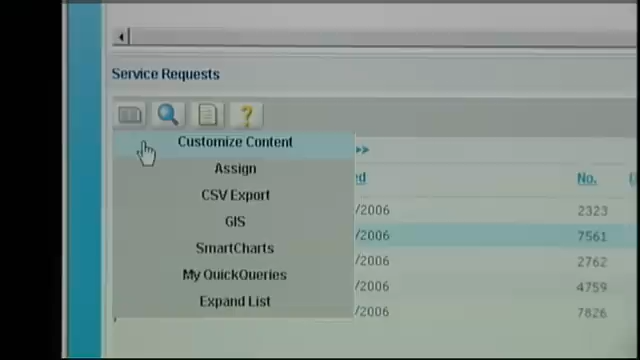 Service Requests
Customize Content >>
Assign ed No.
CSV Export /2006 2323
GIS /2006 7561
SmartCharts /2006 2762
My QuickQueries /2006 4759
Expand List /2006 7826